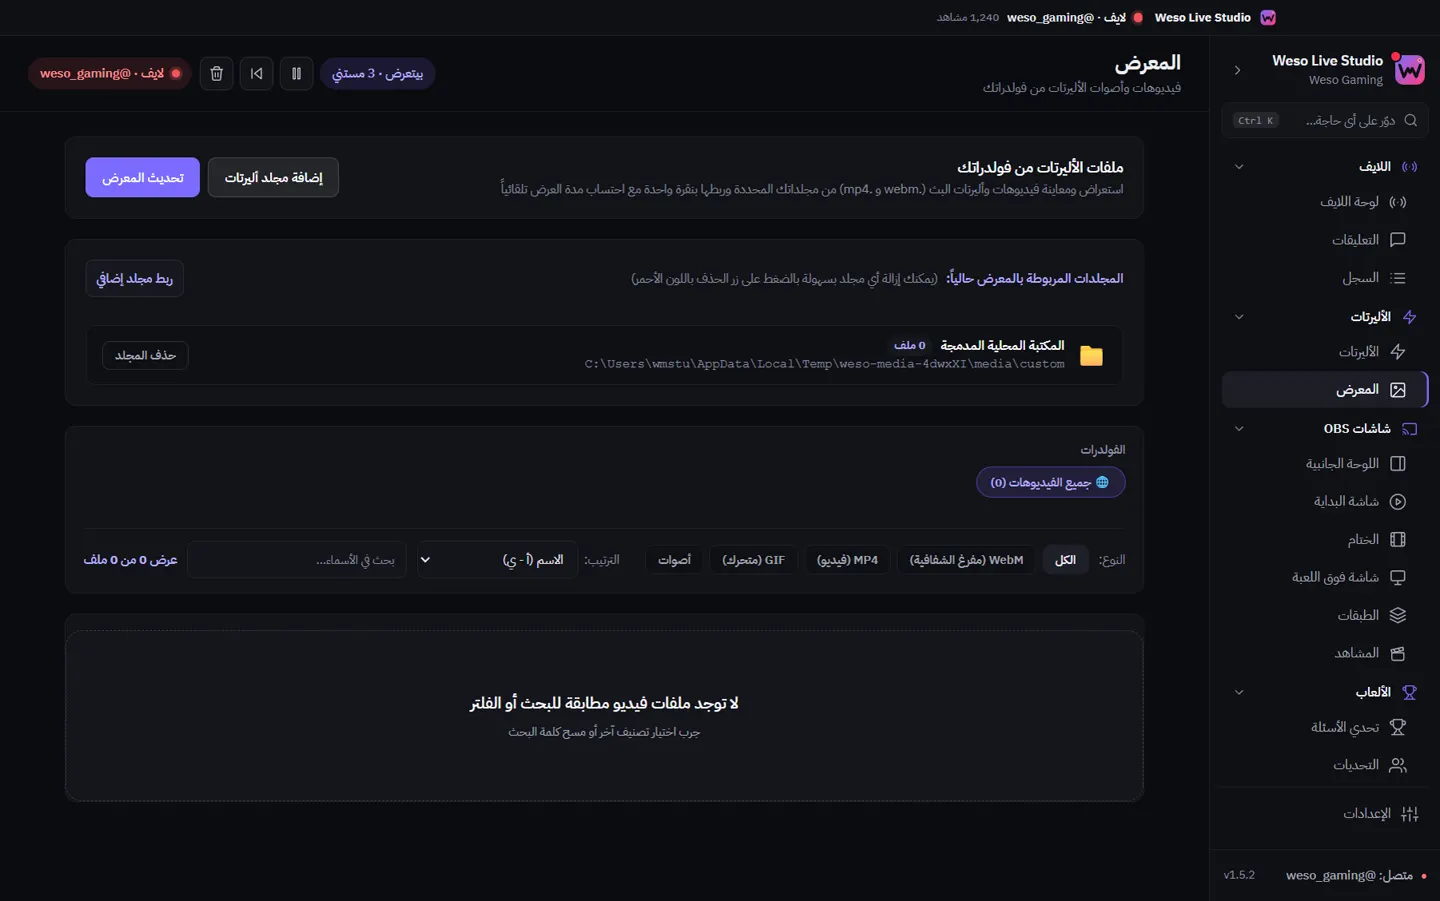 Weso Live Studio
لايف · @weso_gaming
1,240 مشاهد
Weso Live Studio
Weso Gaming
دوّر على أي حاجة...
Ctrl K
اللايف
لوحة اللايف
التعليقات
السجل
الأليرتات
الأليرتات
المعرض
شاشات OBS
اللوحة الجانبية
شاشة البداية
الختام
شاشة فوق اللعبة
الطبقات
المشاهد
الألعاب
تحدي الأسئلة
التحديات
الإعدادات
متصل: @weso_gaming
v1.5.2
المعرض
فيديوهات وأصوات الأليرتات من فولدراتك
بيتعرض · 3 مستني
لايف · @weso_gaming
ملفات الأليرتات من فولدراتك
استعراض ومعاينة فيديوهات وأليرتات البث (.webm و .mp4) من مجلداتك المحددة وربطها بنقرة واحدة مع احتساب مدة العرض تلقائياً
إضافة مجلد أليرتات
تحديث المعرض
المجلدات المربوطة بالمعرض حالياً: (يمكنك إزالة أي مجلد بسهولة بالضغط على زر الحذف باللون الأحمر)
ربط مجلد إضافي
المكتبة المحلية المدمجة
0 ملف
C:\Users\wmstu\AppData\Local\Temp\weso-media-4dwxXI\media\custom
حذف المجلد
الفولدرات
جميع الفيديوهات (0)
النوع:
الكل
WebM (مفرغ الشفافية)
MP4 (فيديو)
GIF (متحرك)
أصوات
الترتيب:
الاسم (أ - ي)
بحث في الأسماء...
عرض 0 من 0 ملف
لا توجد ملفات فيديو مطابقة للبحث أو الفلتر
جرب اختيار تصنيف آخر أو مسح كلمة البحث